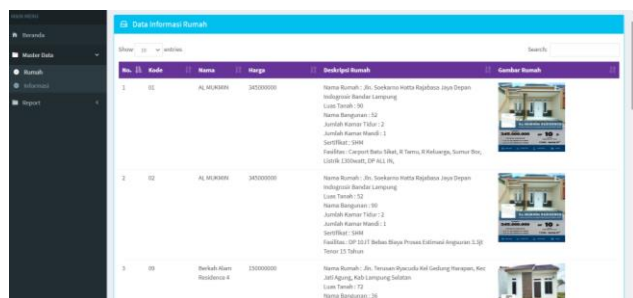 MAIN MENU
Beranda
Master Data
Rumah
Informasi
Report
Data Informasi Rumah
Show 10 entries
Search:
No. Kode Nama Harga Deskripsi Rumah Gambar Rumah
1 01 AL MUKMIN 345000000 Nama Rumah : Jln. Soekarno Hatta Rajabasa Jaya Depan
Indogrosir Bandar Lampung
Luas Tanah : 90
Nama Bangunan : 52
Jumlah Kamar Tidur : 2
Jumlah Kamar Mandi : 1
Sertifikat : SHM
Fasilitas : Carport Batu Sikat, R Tamu, R Keluarga, Sumur Bor,
Listrik 1300watt, DP ALL IN,
2 02 AL MUKMIN 345000000 Nama Rumah : Jln. Soekarno Hatta Rajabasa Jaya Depan
Indogrosir Bandar Lampung
Luas Tanah : 52
Nama Bangunan : 90
Jumlah Kamar Tidur : 2
Jumlah Kamar Mandi : 1
Sertifikat : SHM
Fasilitas : DP 10JT Bebas Biaya Proses Estimasi Angsuran 3.5jt
Tenor 15 Tahun
3 Berkah Alam
Residence 4 150000000 Nama Rumah : Jln. Terusan Ryacudu Kel Gedung Harapan, Kec
Jati Agung, Kab Lampung Selatan
Luas Tanah : 72
Nama Bangunan : 36